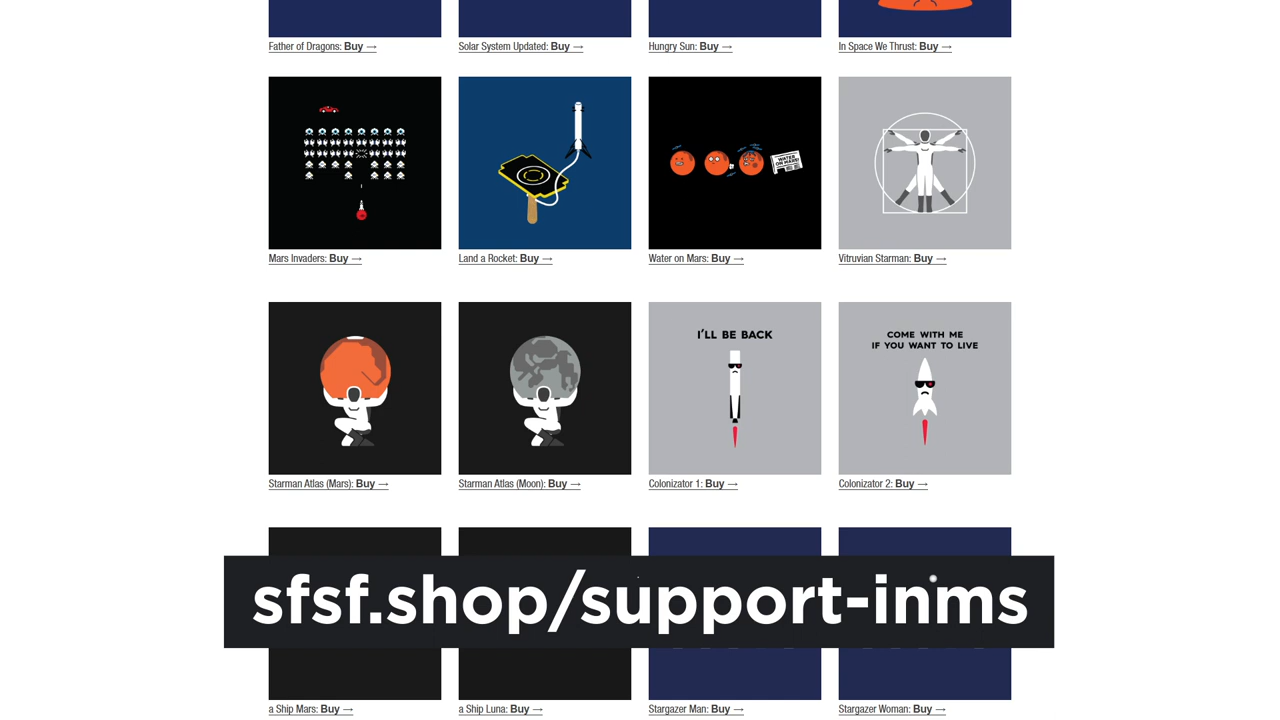 Father of Dragons: Buy →
Solar System Updated: Buy →
Hungry Sun: Buy →
In Space We Thrust: Buy →
WATER
ON MARS!
Mars Invaders: Buy →
Land a Rocket: Buy →
Water on Mars: Buy →
Vitruvian Starman: Buy →
I'LL BE BACK
COME WITH ME
IF YOU WANT TO LIVE
Starman Atlas (Mars): Buy →
Starman Atlas (Moon): Buy →
Colonizator 1: Buy →
Colonizator 2: Buy →
sfsf.shop/support-inms
a Ship Mars: Buy →
a Ship Luna: Buy →
Stargazer Man: Buy →
Stargazer Woman: Buy →